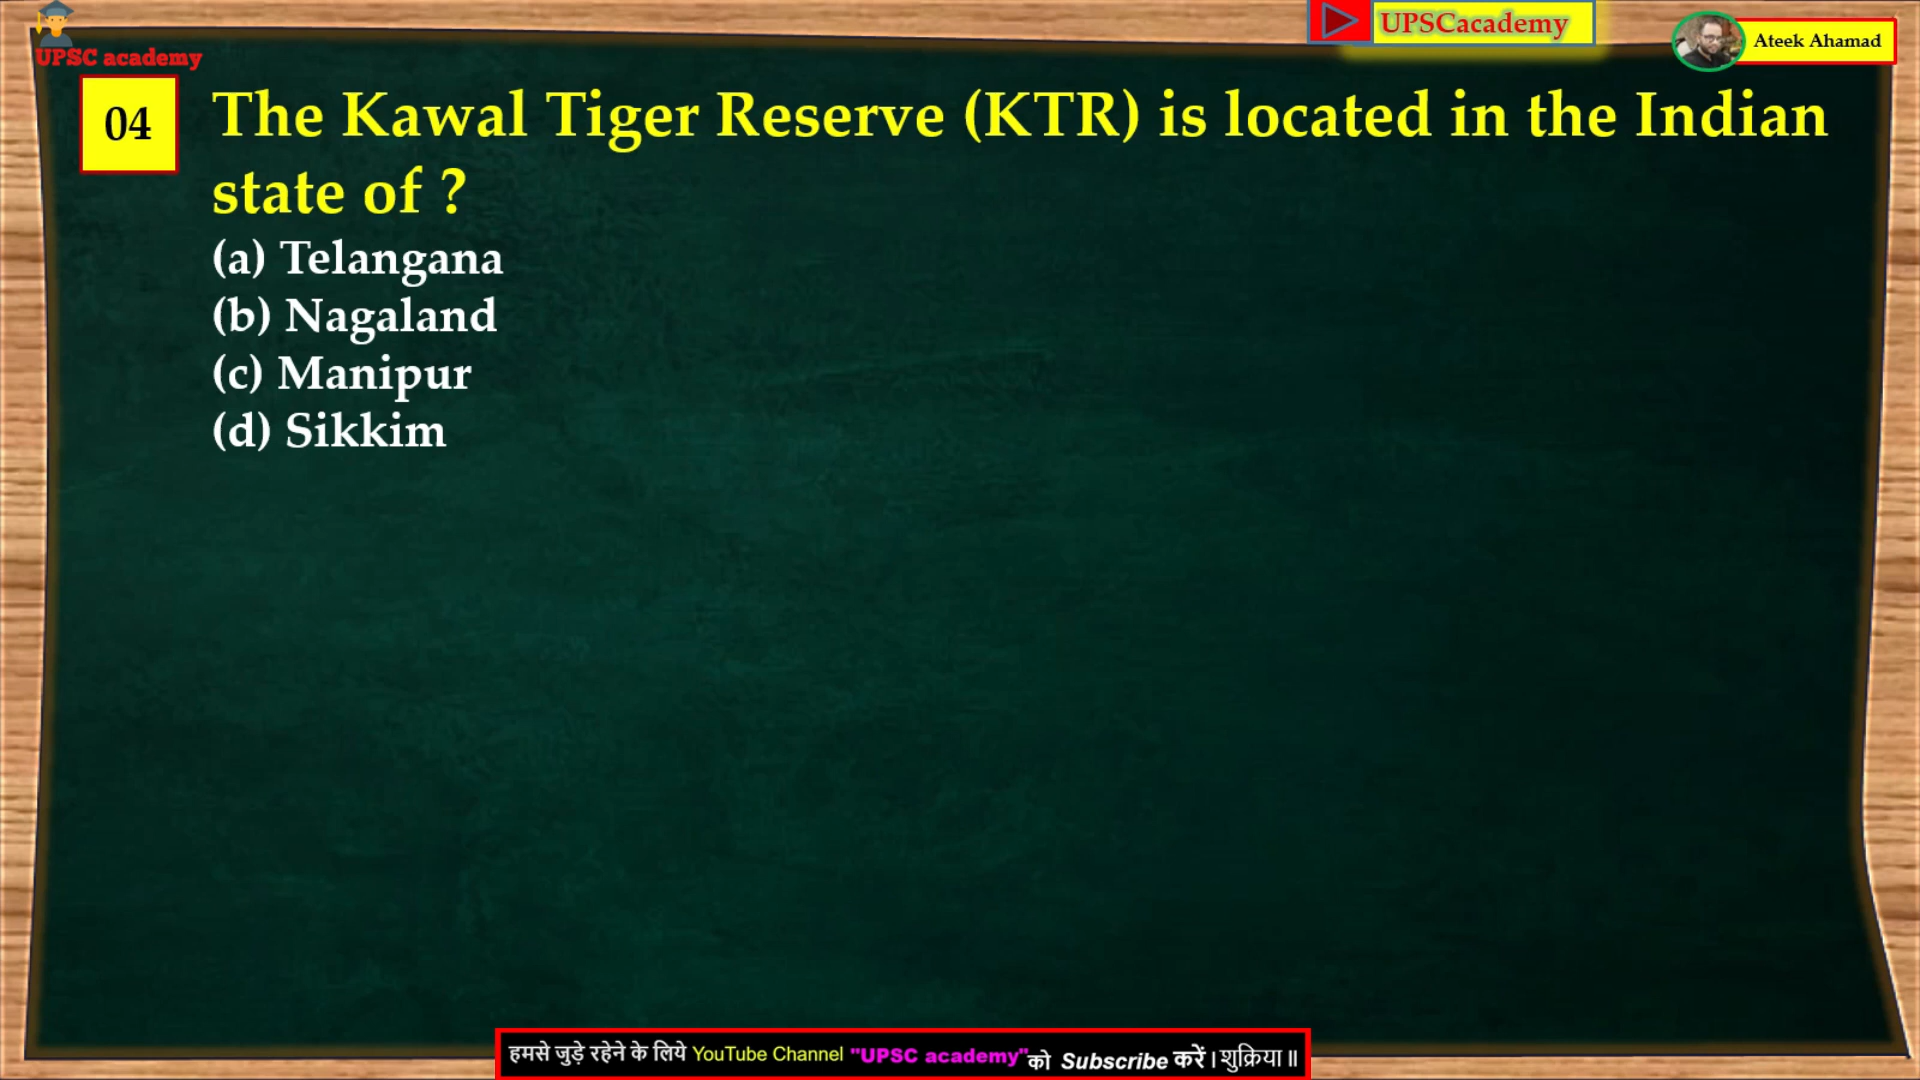 UPSC academy
UPSCacademy
Ateek Ahamad
04
The Kawal Tiger Reserve (KTR) is located in the Indian
state of ?
(a) Telangana
(b) Nagaland
(c) Manipur
(d) Sikkim
हमसे जुड़े रहेने के लिये YouTube Channel "UPSC academy" को Subscribe करें। शुक्रिया॥